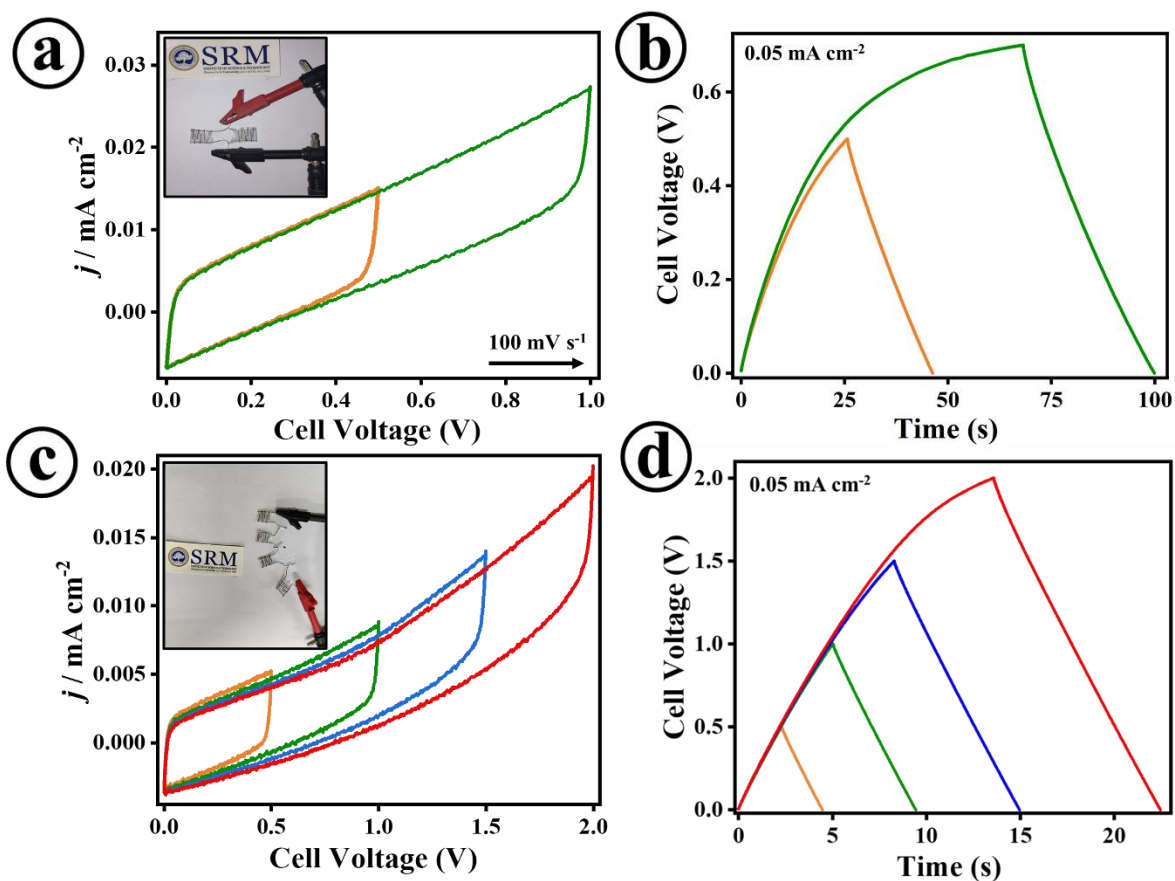 a
SRM
0.03
0.02
0.01
0.00
j / mA cm⁻²
100 mV s⁻¹
0.0 0.2 0.4 0.6 0.8 1.0
Cell Voltage (V)
b
0.05 mA cm⁻²
0.6
0.4
0.2
0.0
Cell Voltage (V)
0 25 50 75 100
Time (s)
c
SRM
0.020
0.015
0.010
0.005
0.000
j / mA cm⁻²
0.0 0.5 1.0 1.5 2.0
Cell Voltage (V)
d
0.05 mA cm⁻²
2.0
1.5
1.0
0.5
0.0
Cell Voltage (V)
0 5 10 15 20
Time (s)